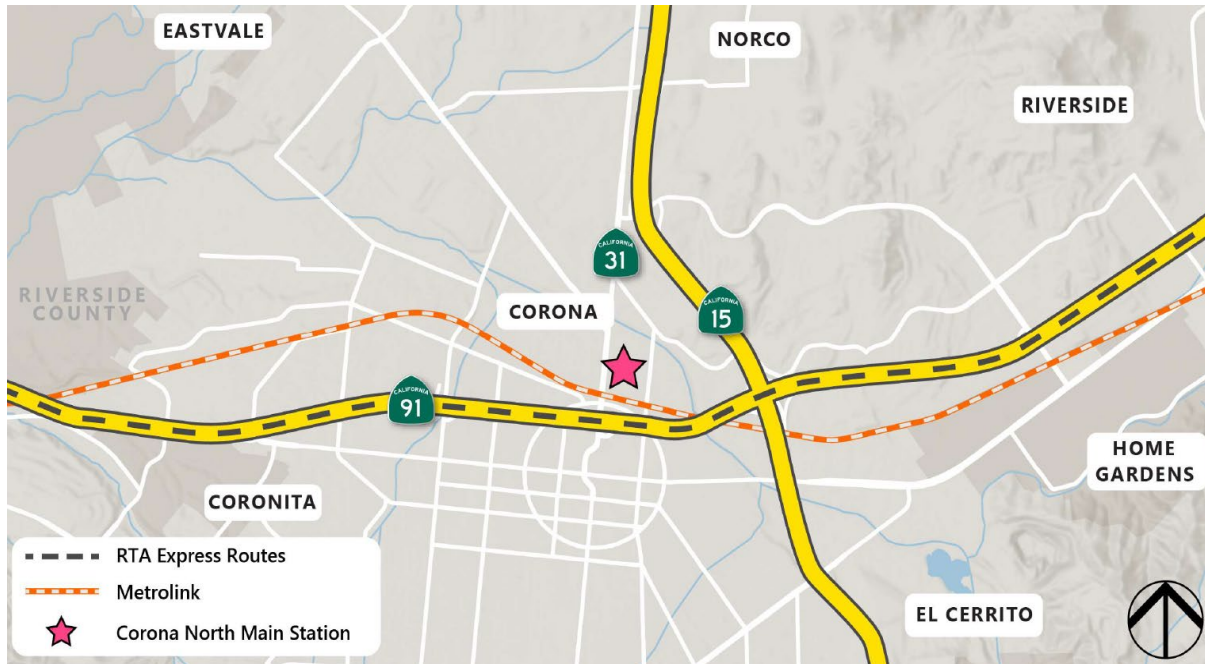 EASTVALE
NORCO
RIVERSIDE
CALIFORNIA
31
RIVERSIDE
COUNTY
CORONA
CALIFORNIA
15
CALIFORNIA
91
HOME
GARDENS
CORONITA
RTA Express Routes
Metrolink
Corona North Main Station
EL CERRITO